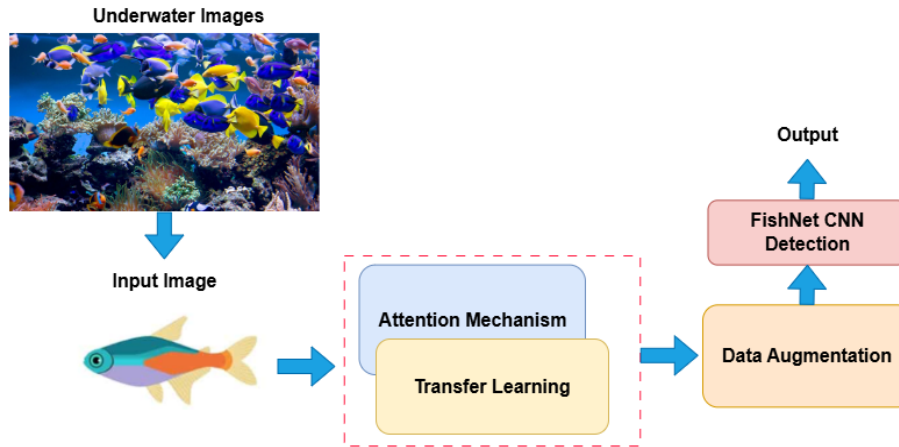 Underwater Images
Input Image
Attention Mechanism
Transfer Learning
Data Augmentation
FishNet CNN
Detection
Output